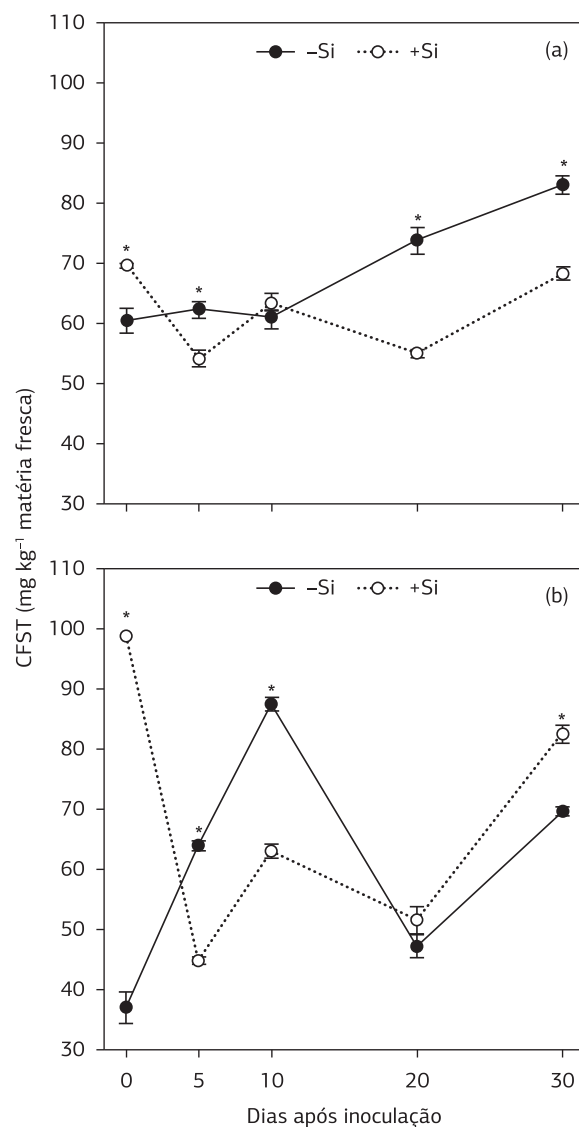 110
–Si
+Si
(a)
100
90
80
70
60
50
40
30
*
*
*
*
CFST (mg kg⁻¹ matéria fresca)
110
–Si
+Si
(b)
100
90
80
70
60
50
40
30
*
*
*
*
0 5 10 20 30
Dias após inoculação